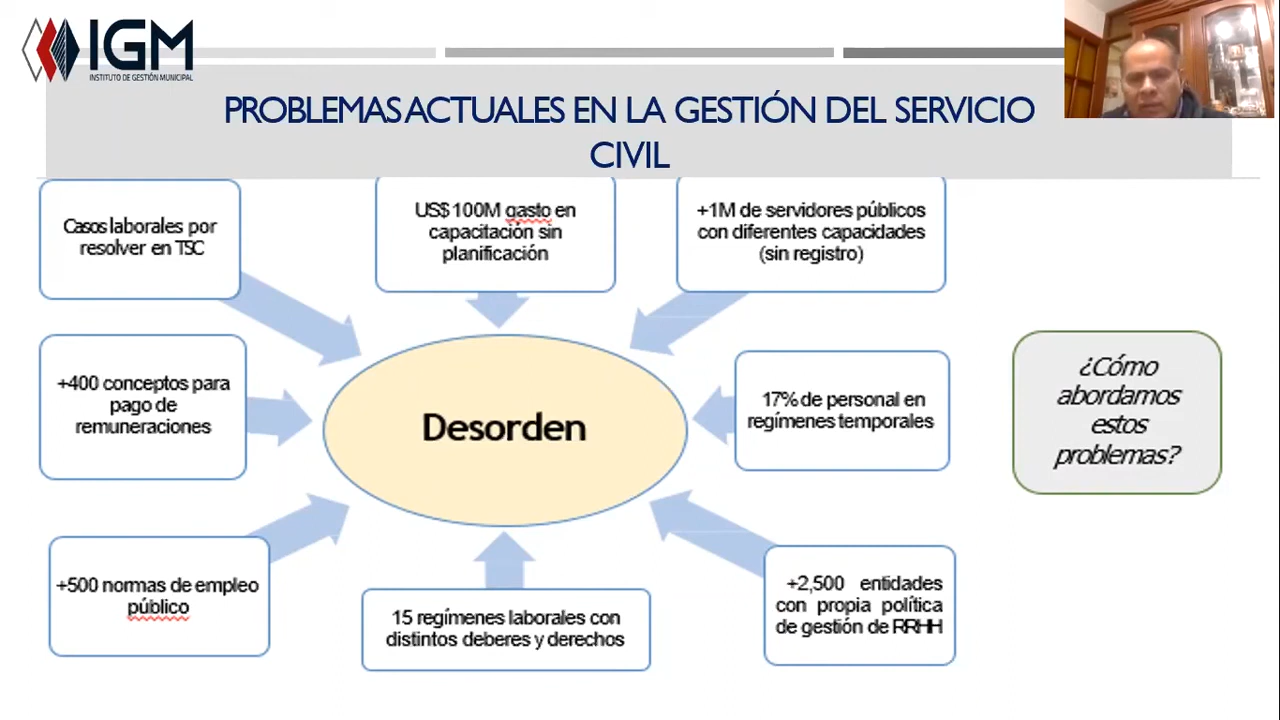 IGM
INSTITUTO DE GESTIÓN MUNICIPAL
PROBLEMAS ACTUALES EN LA GESTIÓN DEL SERVICIO
CIVIL
Casos laborales por
resolver en TSC
US$ 100M gasto en
capacitación sin
planificación
+1M de servidores públicos
con diferentes capacidades
(sin registro)
+400 conceptos para
pago de
remuneraciones
Desorden
17% de personal en
regímenes temporales
¿Cómo
abordamos
estos
problemas?
+500 normas de empleo
público
15 regímenes laborales con
distintos deberes y derechos
+2,500 entidades
con propia política
de gestión de RRHH